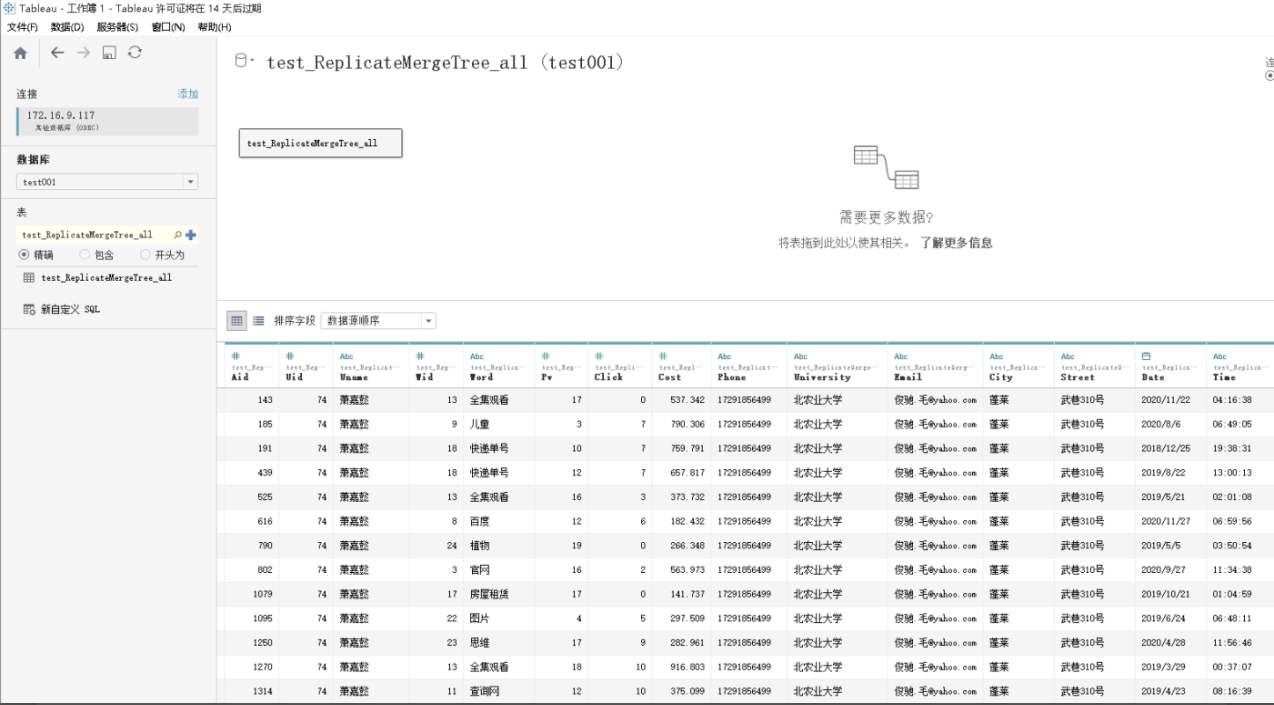 Tableau - 工作簿 1 - Tableau 许可证将在 14 天后过期
文件(F) 数据(D) 服务器(S) 窗口(N) 帮助(H)
连接 添加
172.16.9.117
其他数据库 (ODBC)
数据库
test001
表
test_ReplicateMergeTree_all
精确 包含 开头为
test_ReplicateMergeTree_all
新自定义 SQL
test_ReplicateMergeTree_all (test001)
连
test_ReplicateMergeTree_all
需要更多数据?
将表拖到此处以使其相关。 了解更多信息
排序字段 数据源顺序
# # Abc # Abc # # # Abc Abc Abc Abc Abc Abc
test_Rep··· test_Rep··· test_Replicat··· test_Rep··· test_Replica··· test_Rep··· test_Repli··· test_Repl··· test_Replicat··· test_ReplicateMerge··· test_ReplicateMerg··· test_Replica··· test_ReplicateM··· test_Replica··· test_Replica···
Aid Uid Uname Wid Word Pv Click Cost Phone University Email City Street Date Time
143 74 萧嘉懿 13 全集观看 17 0 537.342 17291856499 北农业大学 俊驰.毛@yahoo.com 蓬莱 武巷310号 2020/11/22 04:16:38
185 74 萧嘉懿 9 儿童 3 7 790.306 17291856499 北农业大学 俊驰.毛@yahoo.com 蓬莱 武巷310号 2020/8/6 06:49:05
191 74 萧嘉懿 18 快递单号 10 7 759.791 17291856499 北农业大学 俊驰.毛@yahoo.com 蓬莱 武巷310号 2018/12/25 19:38:31
439 74 萧嘉懿 18 快递单号 12 7 657.817 17291856499 北农业大学 俊驰.毛@yahoo.com 蓬莱 武巷310号 2019/8/22 13:00:13
525 74 萧嘉懿 13 全集观看 16 3 373.732 17291856499 北农业大学 俊驰.毛@yahoo.com 蓬莱 武巷310号 2019/5/21 02:01:08
616 74 萧嘉懿 8 百度 12 6 182.432 17291856499 北农业大学 俊驰.毛@yahoo.com 蓬莱 武巷310号 2020/11/27 06:59:56
790 74 萧嘉懿 24 植物 19 0 266.348 17291856499 北农业大学 俊驰.毛@yahoo.com 蓬莱 武巷310号 2019/5/5 03:50:54
802 74 萧嘉懿 3 官网 16 2 563.973 17291856499 北农业大学 俊驰.毛@yahoo.com 蓬莱 武巷310号 2020/9/27 11:34:38
1079 74 萧嘉懿 17 房屋租赁 17 0 141.737 17291856499 北农业大学 俊驰.毛@yahoo.com 蓬莱 武巷310号 2019/10/21 01:04:59
1095 74 萧嘉懿 22 图片 4 5 297.509 17291856499 北农业大学 俊驰.毛@yahoo.com 蓬莱 武巷310号 2019/6/24 06:48:11
1250 74 萧嘉懿 23 思维 17 9 282.961 17291856499 北农业大学 俊驰.毛@yahoo.com 蓬莱 武巷310号 2020/4/28 11:56:46
1270 74 萧嘉懿 13 全集观看 18 10 916.803 17291856499 北农业大学 俊驰.毛@yahoo.com 蓬莱 武巷310号 2019/3/29 00:37:07
1314 74 萧嘉懿 11 查询网 12 10 375.099 17291856499 北农业大学 俊驰.毛@yahoo.com 蓬莱 武巷310号 2019/4/23 08:16:39